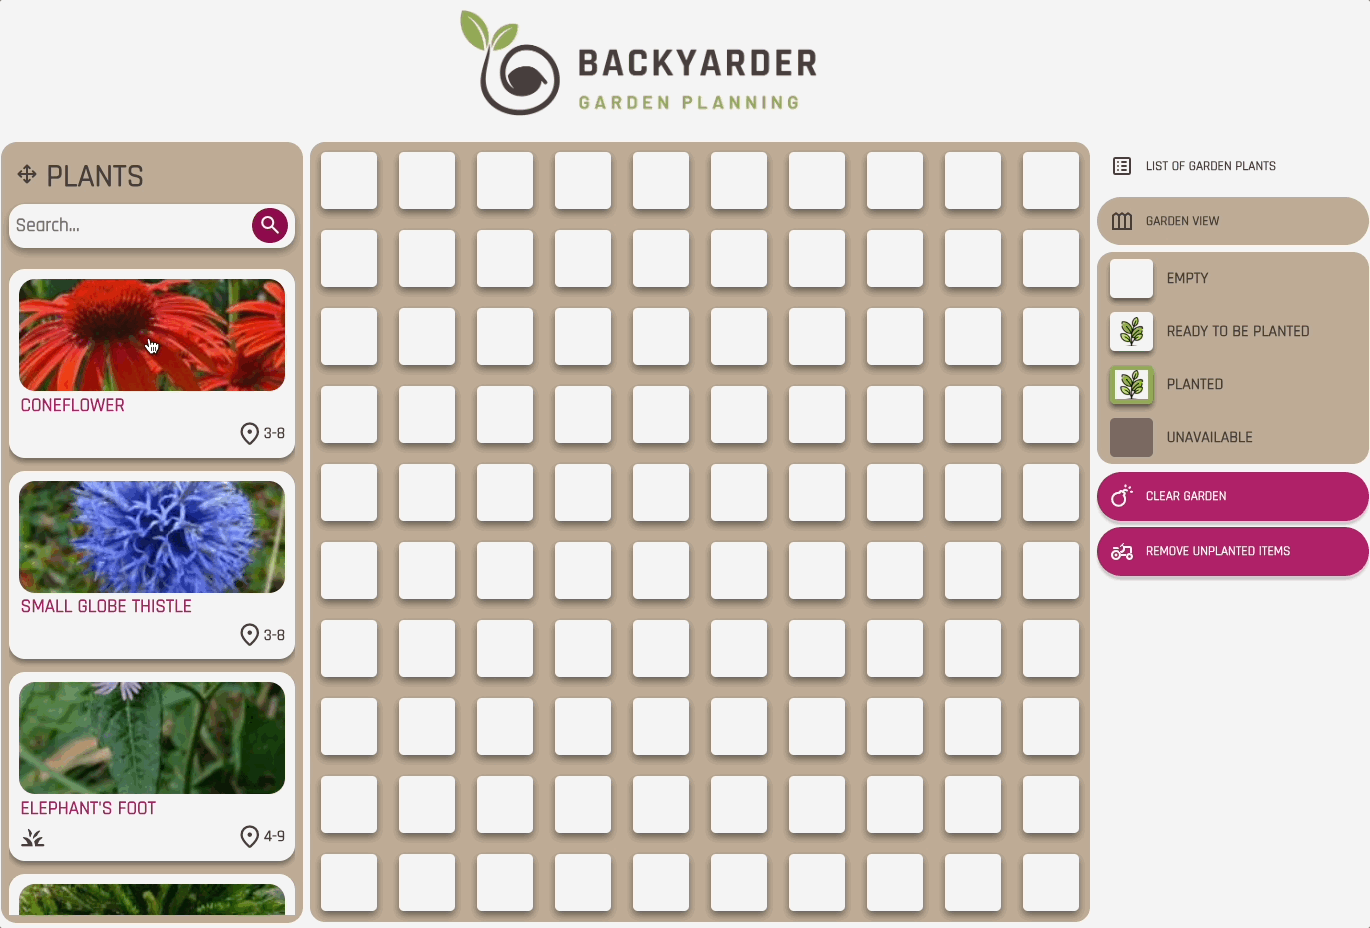 BACKYARDER
GARDEN PLANNING
PLANTS
Search...
CONEFLOWER
3-8
SMALL GLOBE THISTLE
3-8
ELEPHANT'S FOOT
4-9
LIST OF GARDEN PLANTS
GARDEN VIEW
EMPTY
READY TO BE PLANTED
PLANTED
UNAVAILABLE
CLEAR GARDEN
REMOVE UNPLANTED ITEMS